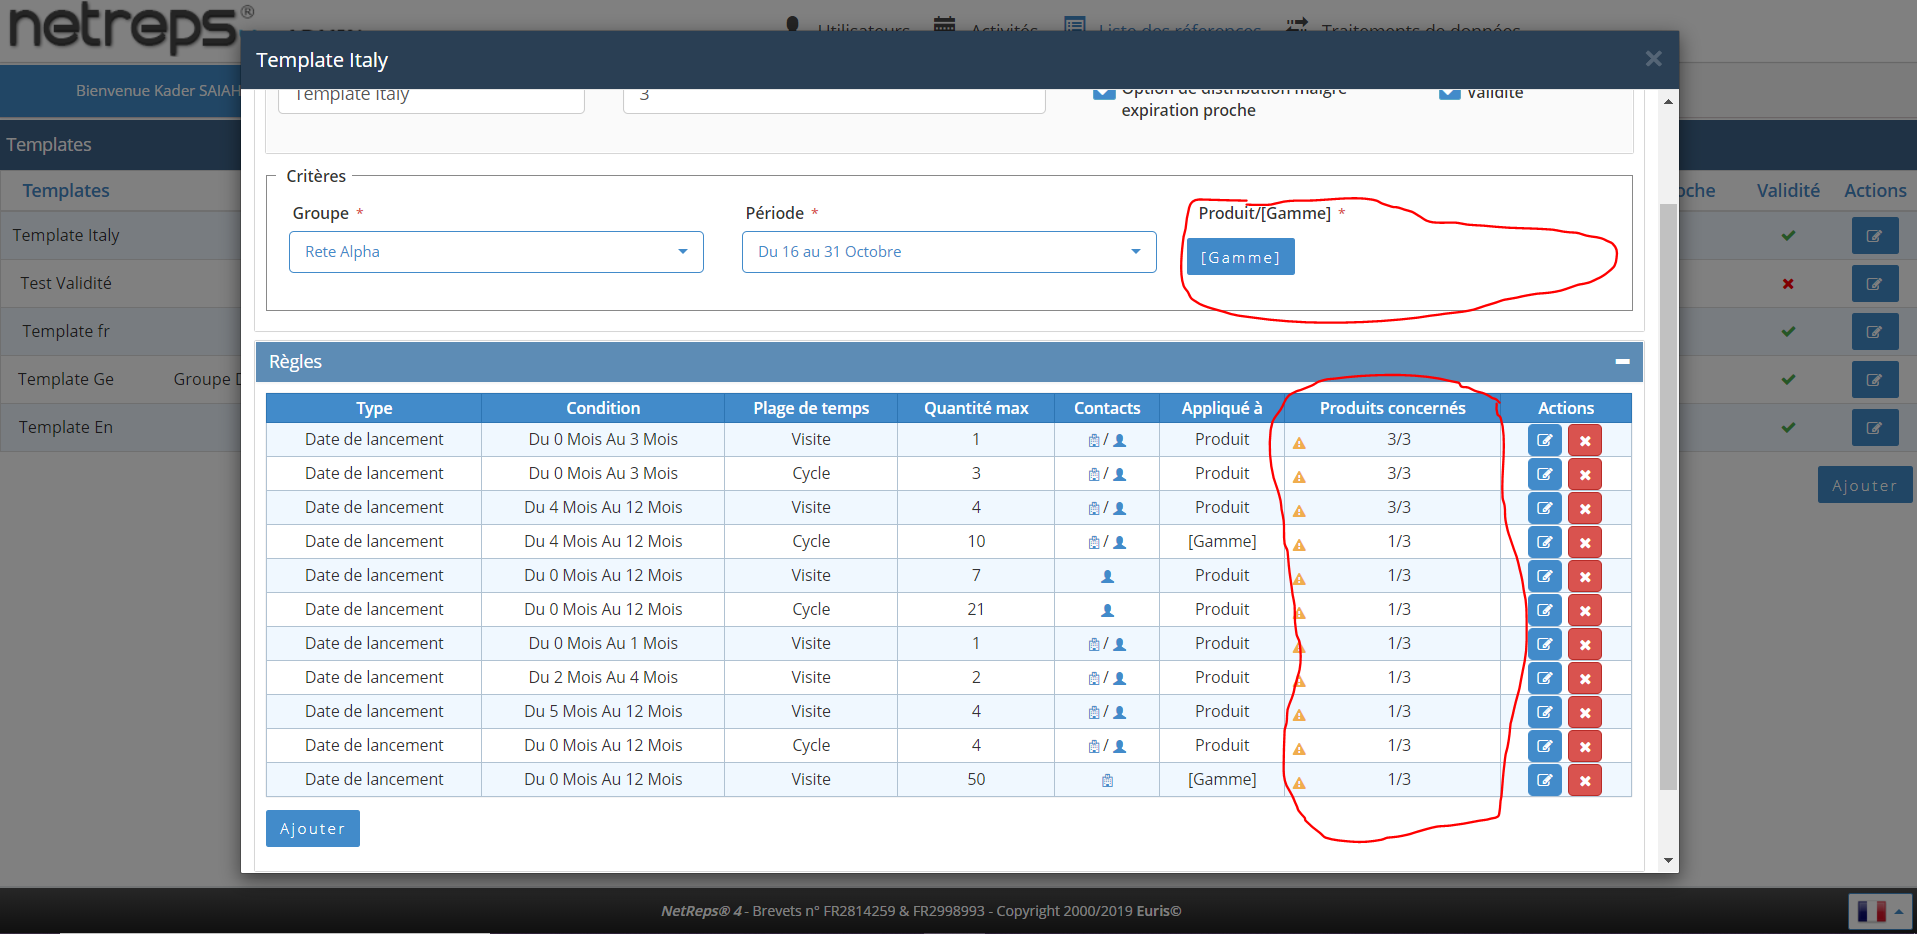 netreps®
Utilisateurs Activités Liste des réferences Traitements de données
Bienvenue Kader SAIAH
Templates
Templates
oche Validité Actions
Template Italy
Test Validité
Template fr
Template Ge Groupe D
Template En
Ajouter
Template Italy
Template Italy 3 Option de distribution malgré Validité
expiration proche
Critères
Groupe * Période * Produit/[Gamme] *
Rete Alpha Du 16 au 31 Octobre [Gamme]
Règles
Type Condition Plage de temps Quantité max Contacts Appliqué à Produits concernés Actions
Date de lancement Du 0 Mois Au 3 Mois Visite 1 / Produit 3/3
Date de lancement Du 0 Mois Au 3 Mois Cycle 3 / Produit 3/3
Date de lancement Du 4 Mois Au 12 Mois Visite 4 / Produit 3/3
Date de lancement Du 4 Mois Au 12 Mois Cycle 10 / [Gamme] 1/3
Date de lancement Du 0 Mois Au 12 Mois Visite 7 Produit 1/3
Date de lancement Du 0 Mois Au 12 Mois Cycle 21 Produit 1/3
Date de lancement Du 0 Mois Au 1 Mois Visite 1 / Produit 1/3
Date de lancement Du 2 Mois Au 4 Mois Visite 2 / Produit 1/3
Date de lancement Du 5 Mois Au 12 Mois Visite 4 / Produit 1/3
Date de lancement Du 0 Mois Au 12 Mois Cycle 4 / Produit 1/3
Date de lancement Du 0 Mois Au 12 Mois Visite 50 [Gamme] 1/3
Ajouter
NetReps® 4 - Brevets n° FR2814259 & FR2998993 - Copyright 2000/2019 Euris©